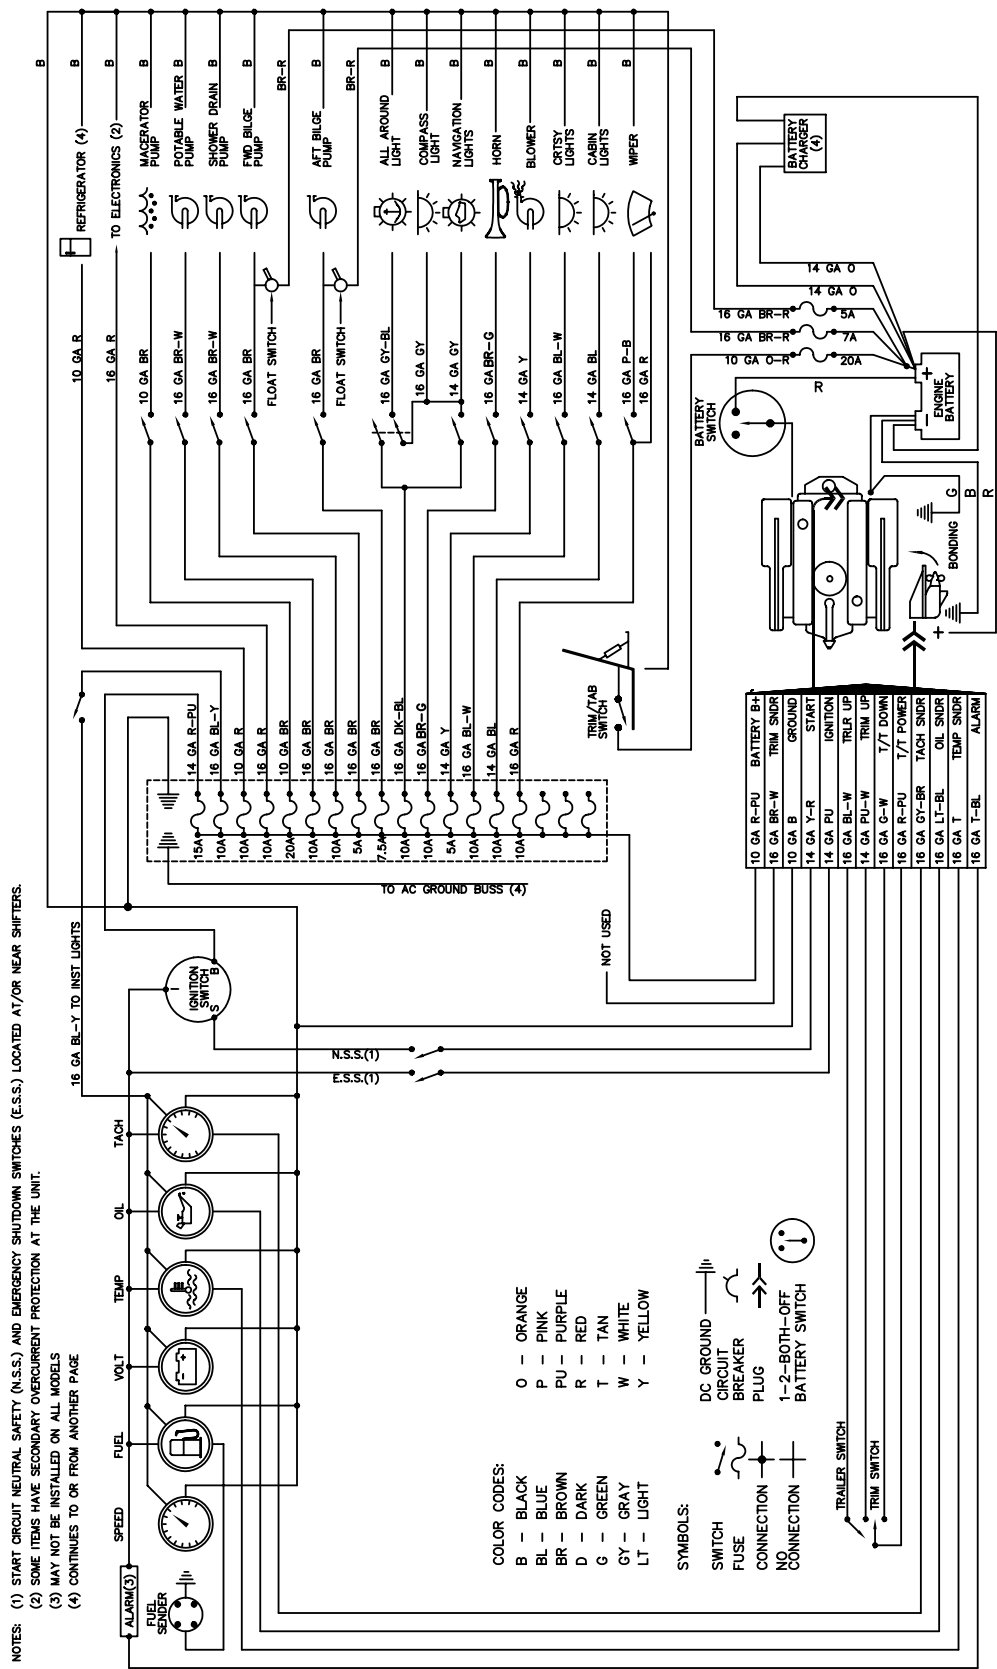 NOTES: (1) START CIRCUIT NEUTRAL SAFETY (N.S.S.) AND EMERGENCY SHUTDOWN SWITCHES (E.S.S.) LOCATED AT/OR NEAR SHIFTERS.
(2) SOME ITEMS HAVE SECONDARY OVERCURRENT PROTECTION AT THE UNIT.
(3) MAY NOT BE INSTALLED ON ALL MODELS
(4) CONTINUES TO OR FROM ANOTHER PAGE
B
B
B
B
B
B
B
BR-R
B
BR-R
B
B
B
B
B
B
B
B
REFRIGERATOR (4)
TO ELECTRONICS (2)
MACERATOR
PUMP
POTABLE WATER
PUMP
SHOWER DRAIN
PUMP
FWD BILGE
PUMP
AFT BILGE
PUMP
ALL AROUND
LIGHT
COMPASS
LIGHT
NAVIGATION
LIGHTS
HORN
BLOWER
CRTSY
LIGHTS
CABIN
LIGHTS
WIPER
10 GA R
16 GA R
10 GA BR
16 GA BR-W
16 GA BR-W
16 GA BR
FLOAT SWITCH
16 GA BR
FLOAT SWITCH
16 GA GY-BL
16 GA GY
14 GA GY
16 GA BR-G
14 GA Y
16 GA BL-W
14 GA BL
16 GA P-B
16 GA R
BATTERY
CHARGER
(4)
14 GA O
14 GA O
16 GA BR-R
5A
16 GA BR-R
7A
10 GA O-R
20A
R
BATTERY
SWITCH
+
-
ENGINE
BATTERY
G
B
R
BONDING
+
TRIM/TAB
SWITCH
14 GA R-PU
16 GA BL-Y
10 GA R
16 GA R
10 GA BR
16 GA BR
16 GA BR
16 GA BR
16 GA BR
16 GA DK-BL
16 GA BR-G
14 GA Y
16 GA BL-W
14 GA BL
16 GA R
15A
10A
10A
10A
20A
10A
10A
5A
7.5A
10A
10A
5A
10A
10A
10A
TO AC GROUND BUSS (4)
NOT USED
10 GA R-PU BATTERY B+
16 GA BR-W TRIM SNDR
10 GA B GROUND
14 GA Y-R START
14 GA PU IGNITION
16 GA BL-W TRLR UP
14 GA PU-W TRIM UP
16 GA G-W T/T DOWN
16 GA R-PU T/T POWER
16 GA GY-BR TACH SNDR
16 GA LT-BL OIL SNDR
16 GA T TEMP SNDR
16 GA T-BL ALARM
16 GA BL-Y TO INST LIGHTS
IGNITION
SWITCH
I
B
S
N.S.S.(1)
E.S.S.(1)
TACH
OIL
TEMP
VOLT
FUEL
SPEED
ALARM(3)
FUEL
SENDER
COLOR CODES:
B - BLACK
BL - BLUE
BR - BROWN
D - DARK
G - GREEN
GY - GRAY
LT - LIGHT
O - ORANGE
P - PINK
PU - PURPLE
R - RED
T - TAN
W - WHITE
Y - YELLOW
SYMBOLS:
SWITCH
FUSE
CONNECTION
NO
CONNECTION
DC GROUND
CIRCUIT
BREAKER
PLUG
1-2-BOTH-OFF
BATTERY SWITCH
TRAILER SWITCH
TRIM SWITCH